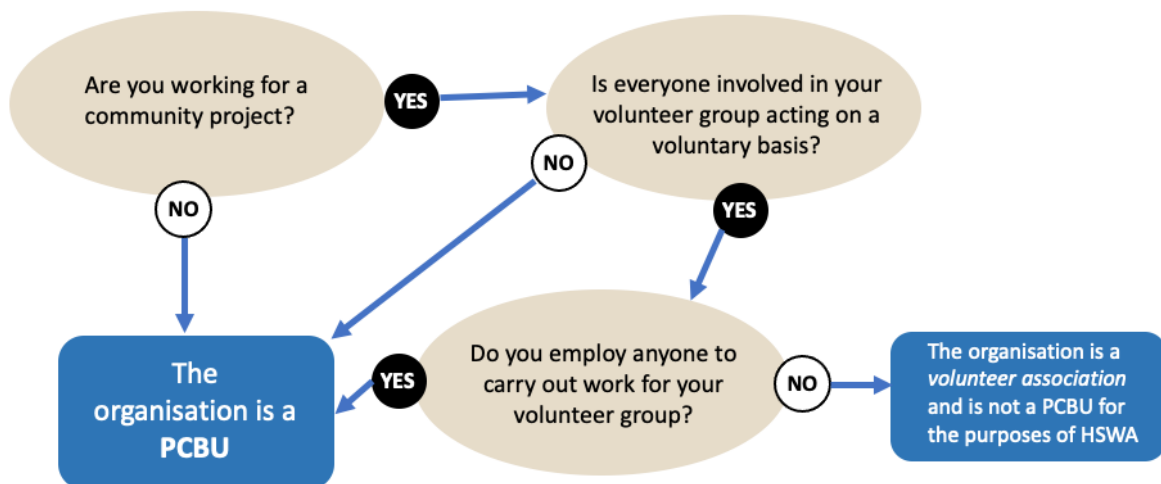 Are you working for a
community project?
YES
Is everyone involved in your
volunteer group acting on a
voluntary basis?
NO
NO
YES
The
organisation is a
PCBU
YES
Do you employ anyone to
carry out work for your
volunteer group?
NO
The organisation is a
volunteer association
and is not a PCBU for
the purposes of HSWA